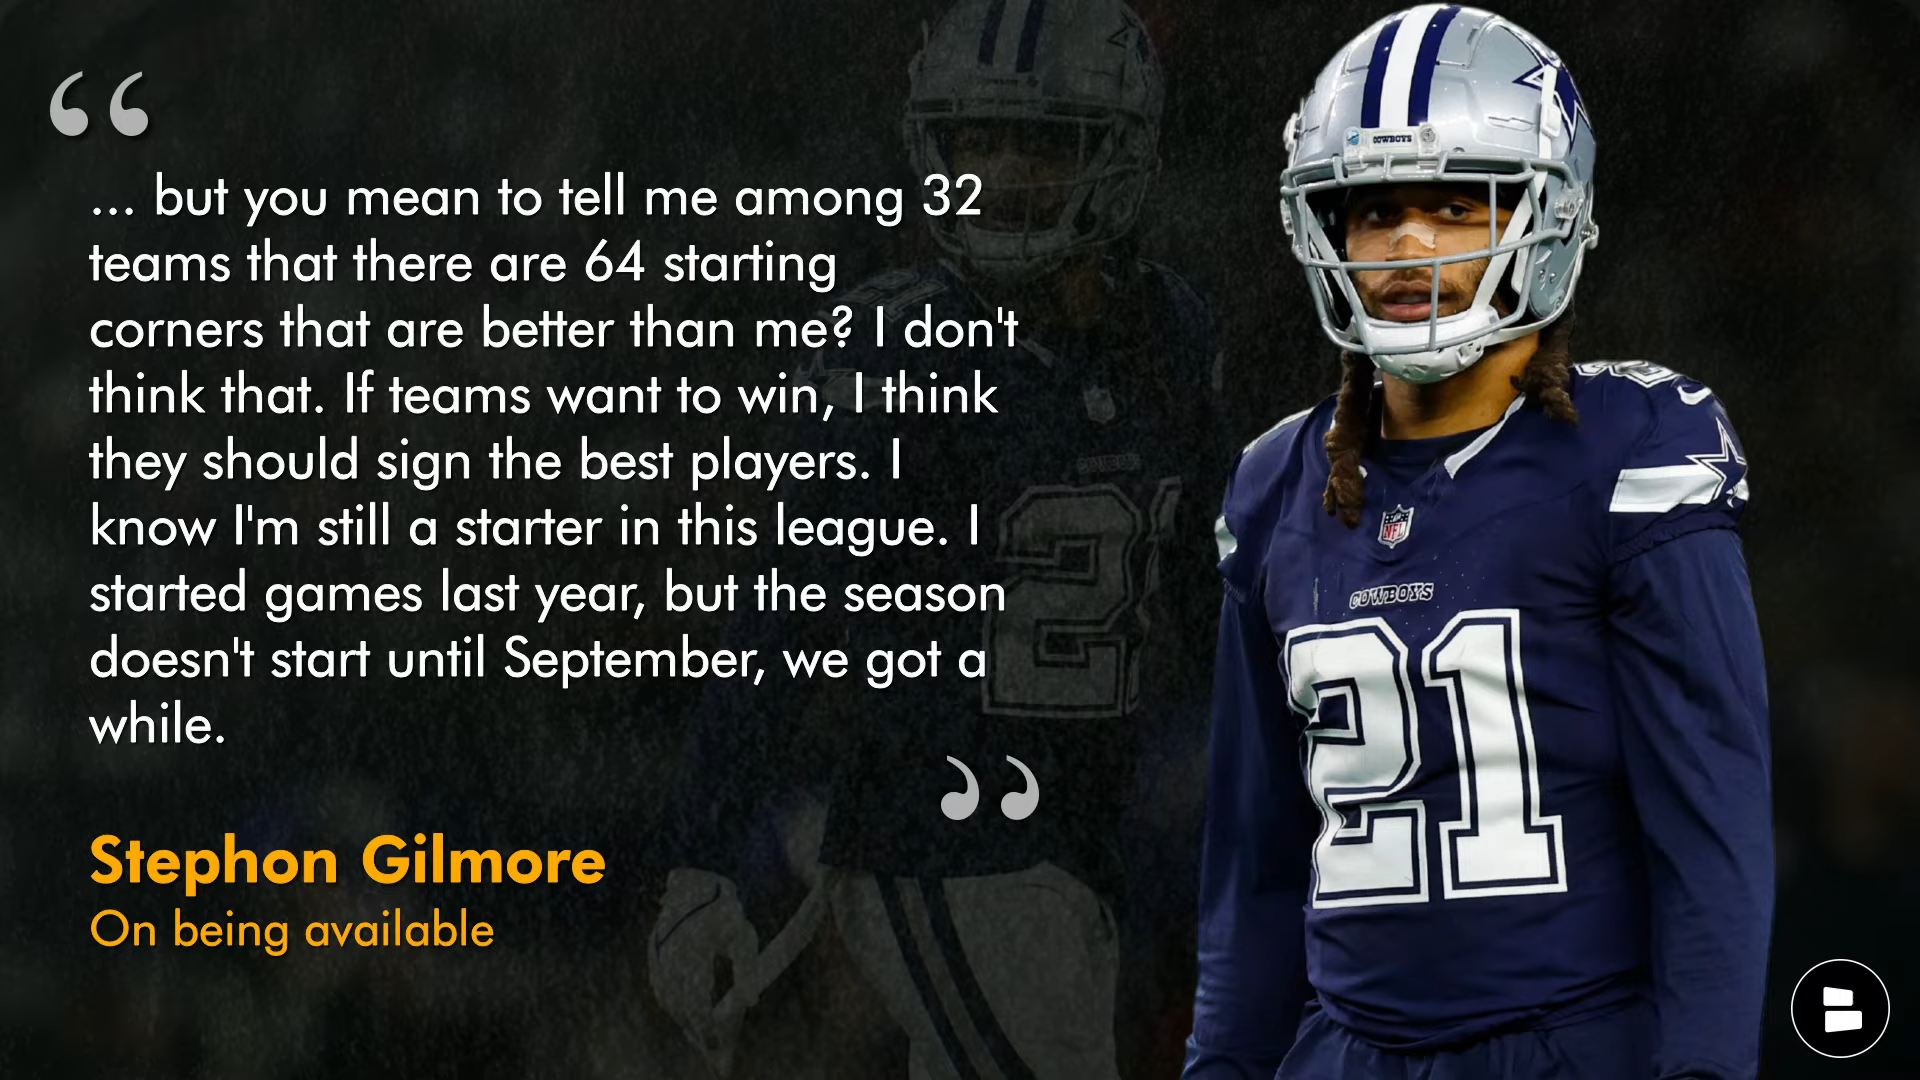 “
... but you mean to tell me among 32
teams that there are 64 starting
corners that are better than me? I don't
think that. If teams want to win, I think
they should sign the best players. I
know I'm still a starter in this league. I
started games last year, but the season
doesn't start until September, we got a
while.
”
Stephon Gilmore
On being available
COWBOYS
NFL
COWBOYS
21